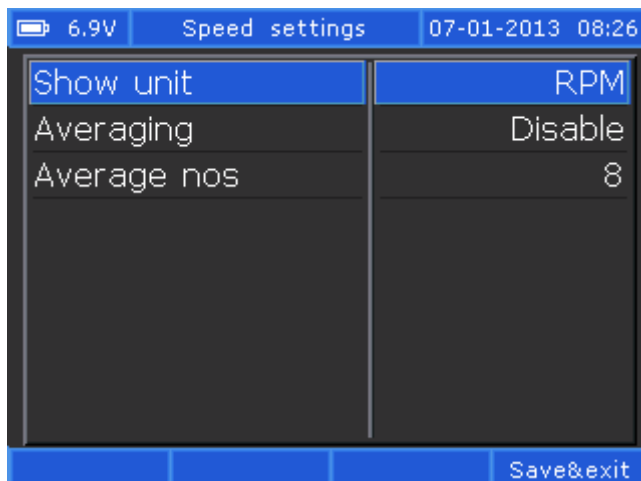 6.9V Speed settings 07-01-2013 08:26
Show unit RPM
Averaging Disable
Average nos 8
Save&exit